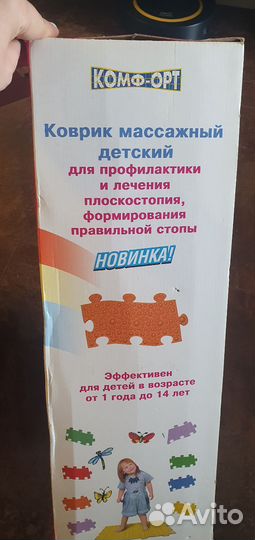 КОМФ-ОРТ
Коврик массажный
детский
для профилактики
и лечения
плоскостопия,
формирования
правильной стопы
НОВИНКА!
Эффективен
для детей в возрасте
от 1 года до 14 лет
Avito